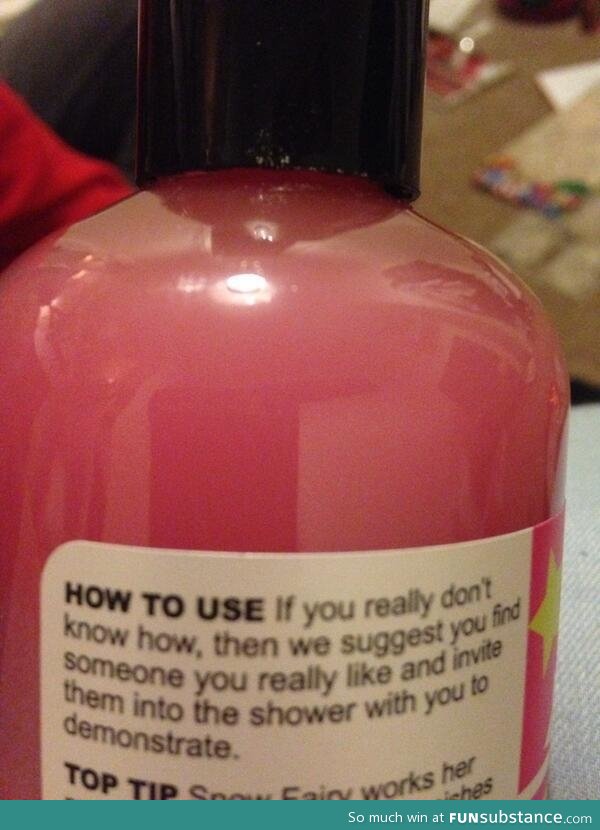 HOW TO USE If you really don't
know how, then we suggest you find
someone you really like and invite
them into the shower with you to
demonstrate.
TOP TIP Snow Fairy works her
So much win at FUNsubstance.com